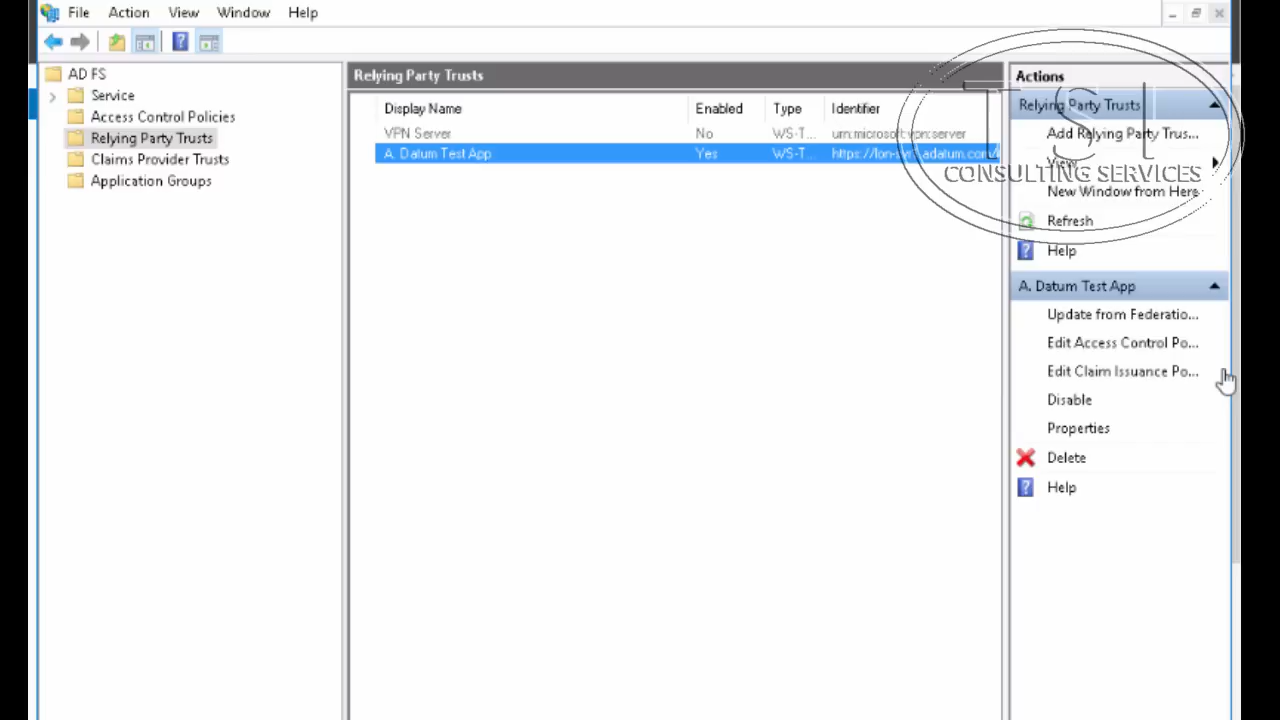 File Action View Window Help
AD FS
Service
Access Control Policies
Relying Party Trusts
Claims Provider Trusts
Application Groups
Relying Party Trusts
Display Name Enabled Type Identifier
VPN Server No WS-T... urn:microsoft:vpn:server
A. Datum Test App Yes WS-T...
Actions
Relying Party Trusts
Add Relying Party Trus...
View
New Window from Here
Refresh
Help
A. Datum Test App
Update from Federatio...
Edit Access Control Po...
Edit Claim Issuance Po...
Disable
Properties
Delete
Help
TSI
CONSULTING SERVICES